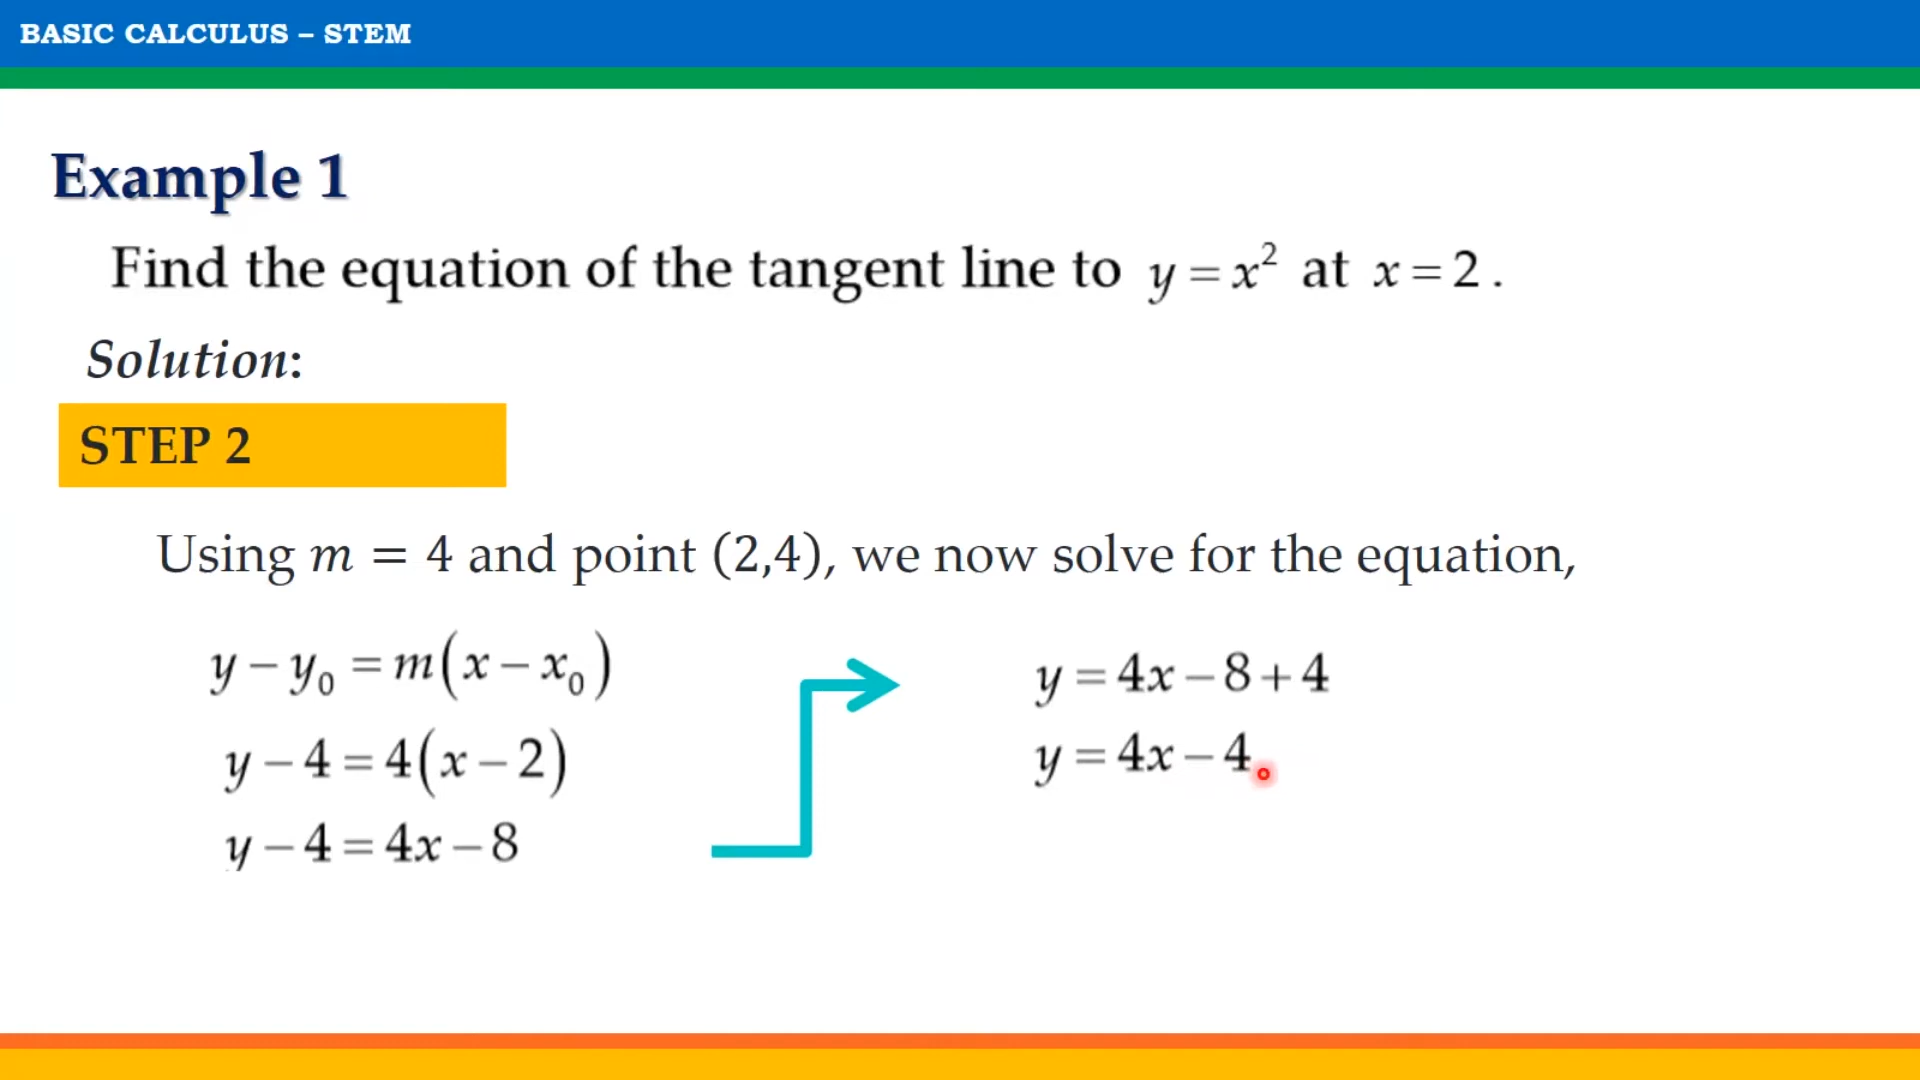 BASIC CALCULUS – STEM
Example 1
Find the equation of the tangent line to y = x² at x = 2 .
Solution:
STEP 2
Using m = 4 and point (2,4), we now solve for the equation,
y − y₀ = m(x − x₀)
y − 4 = 4(x − 2)
y − 4 = 4x − 8
y = 4x − 8 + 4
y = 4x − 4